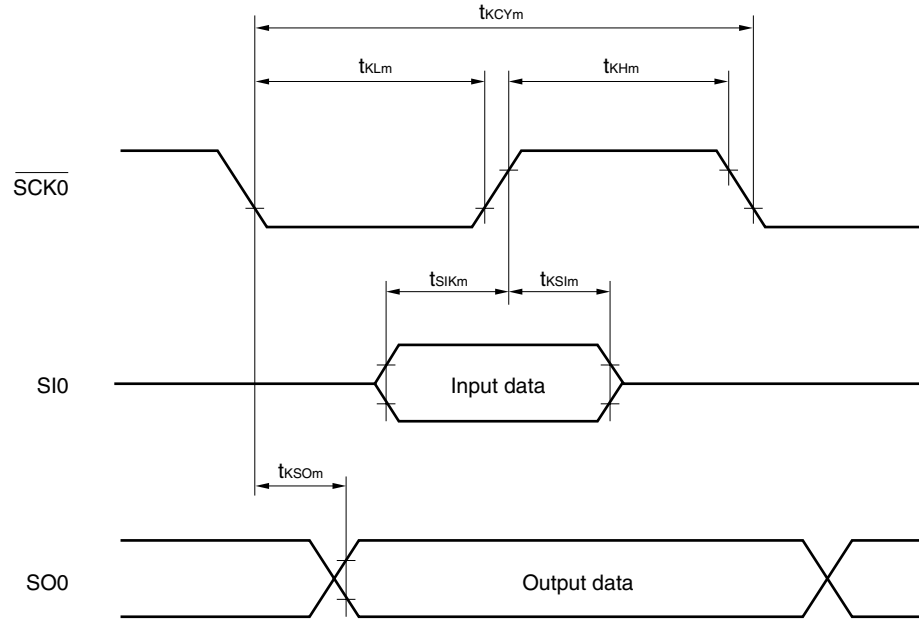 tKCYm
tKLm
tKHm
SCK0
tSIKm
tKSIm
SI0
Input data
tKSOm
SO0
Output data